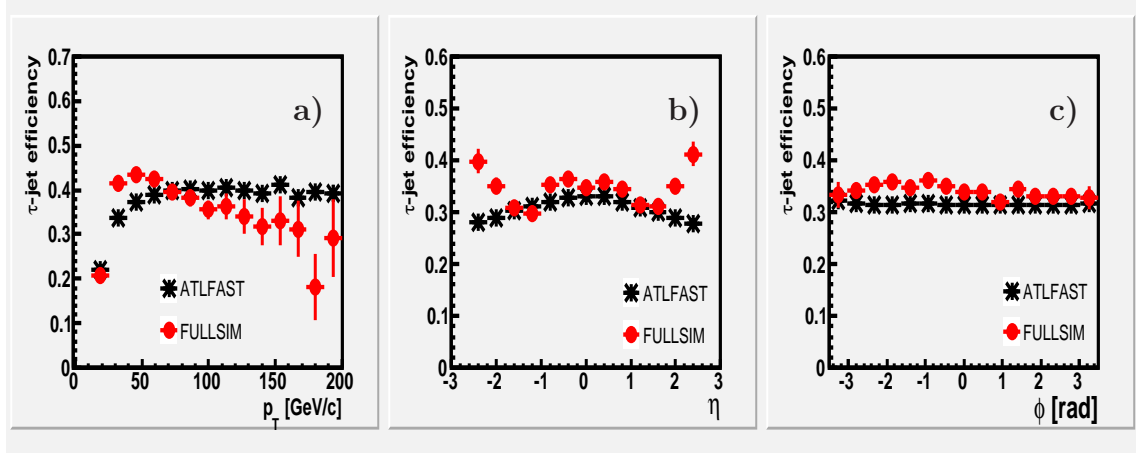 τ-jet efficiency
0.7
0.6
0.5
0.4
0.3
0.2
0.1
0
a)
ATLFAST
FULLSIM
0 50 100 150 200
p_T [GeV/c]
τ-jet efficiency
0.6
0.5
0.4
0.3
0.2
0.1
0
b)
ATLFAST
FULLSIM
-3 -2 -1 0 1 2 3
η
τ-jet efficiency
0.6
0.5
0.4
0.3
0.2
0.1
0
c)
ATLFAST
FULLSIM
-3 -2 -1 0 1 2 3
ϕ [rad]